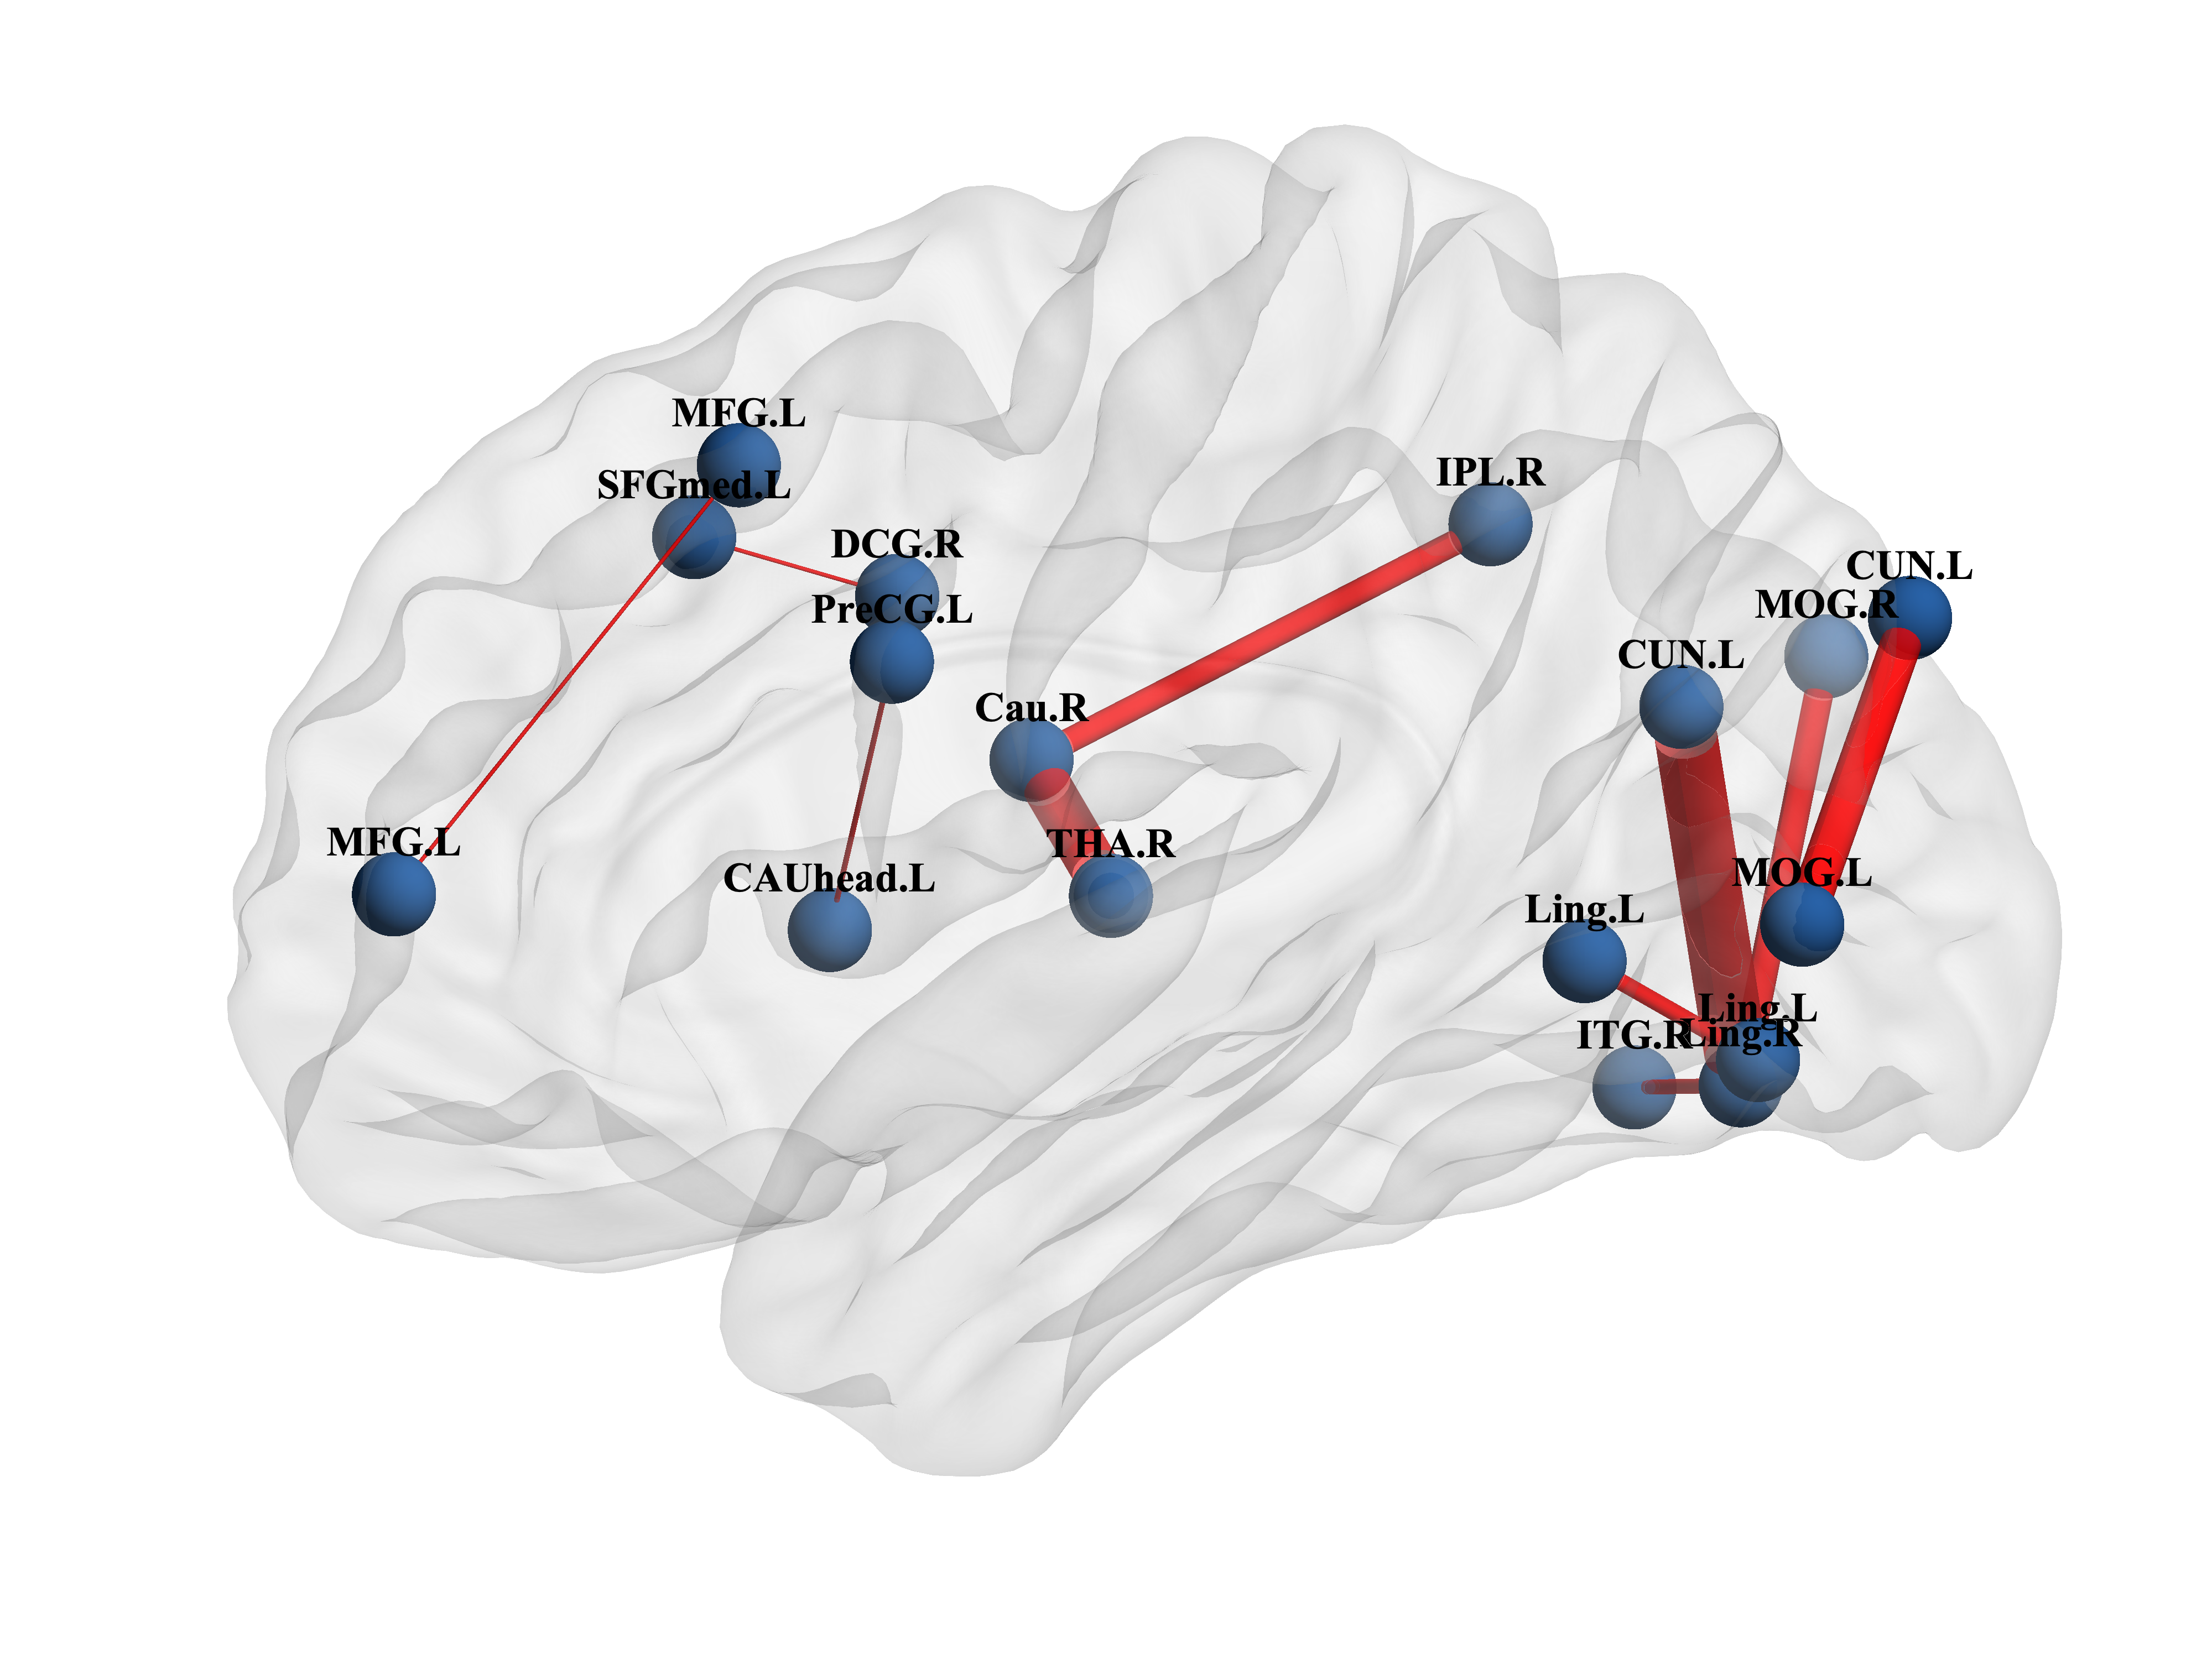 MFG.L
SFGmed.L
IPL.R
DCG.R
CUN.L
PreCG.L
MOG.R
CUN.L
Cau.R
MFG.L
THA.R
CAUhead.L
MOG.L
Ling.L
Ling.L
ITG.R
Ling.R